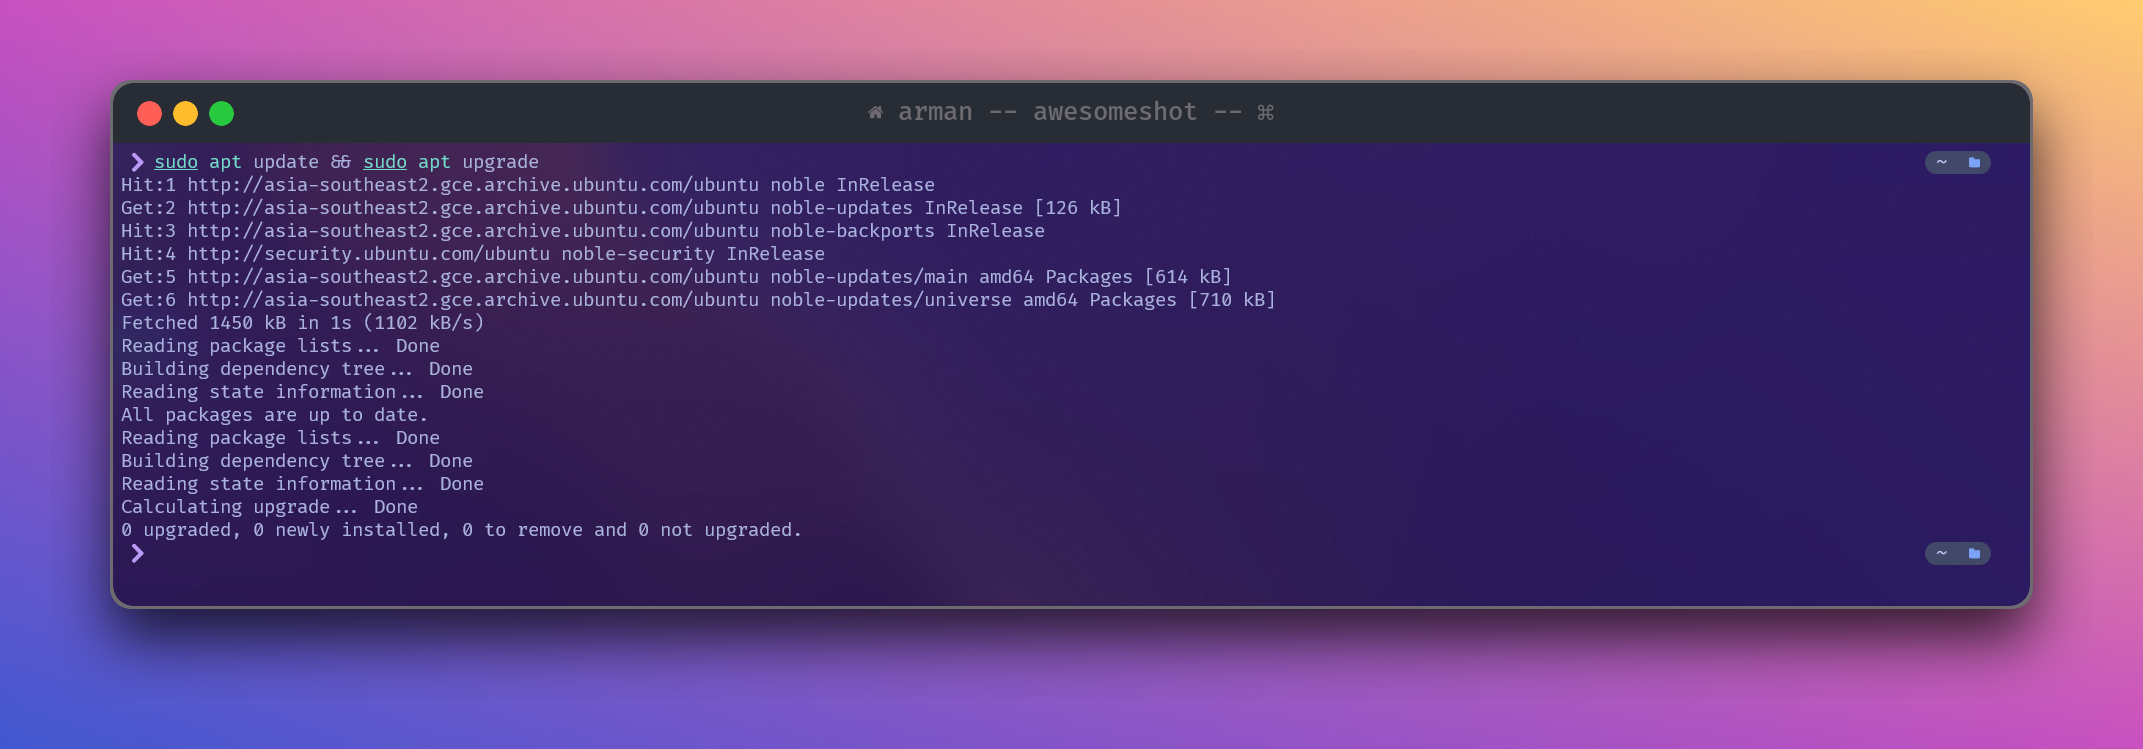 arman -- awesomeshot -- ⌘
❯ sudo apt update && sudo apt upgrade ~
Hit:1 http://asia-southeast2.gce.archive.ubuntu.com/ubuntu noble InRelease
Get:2 http://asia-southeast2.gce.archive.ubuntu.com/ubuntu noble-updates InRelease [126 kB]
Hit:3 http://asia-southeast2.gce.archive.ubuntu.com/ubuntu noble-backports InRelease
Hit:4 http://security.ubuntu.com/ubuntu noble-security InRelease
Get:5 http://asia-southeast2.gce.archive.ubuntu.com/ubuntu noble-updates/main amd64 Packages [614 kB]
Get:6 http://asia-southeast2.gce.archive.ubuntu.com/ubuntu noble-updates/universe amd64 Packages [710 kB]
Fetched 1450 kB in 1s (1102 kB/s)
Reading package lists... Done
Building dependency tree... Done
Reading state information... Done
All packages are up to date.
Reading package lists... Done
Building dependency tree... Done
Reading state information... Done
Calculating upgrade... Done
0 upgraded, 0 newly installed, 0 to remove and 0 not upgraded.
❯ ~